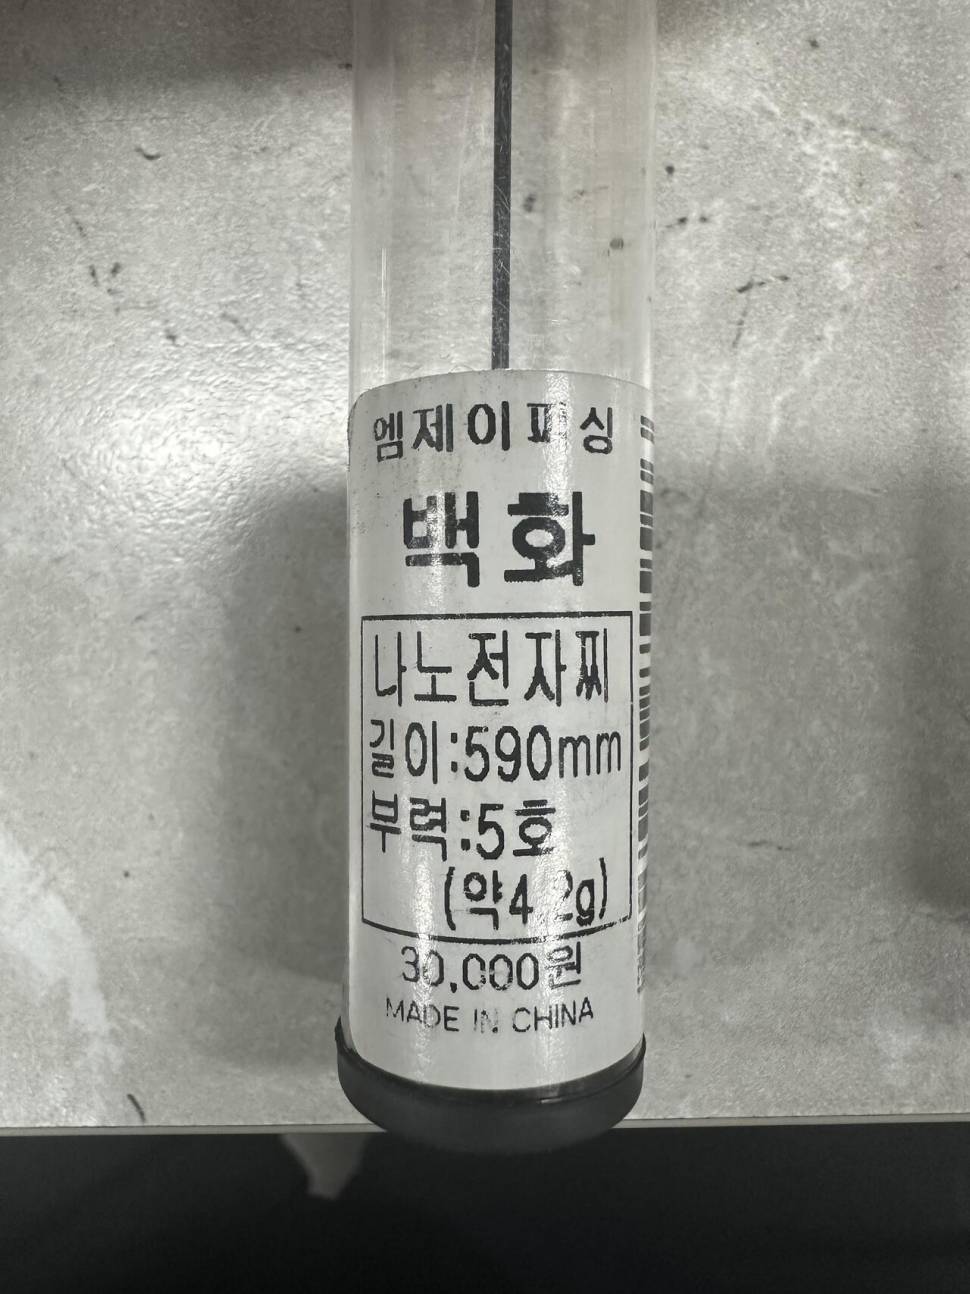 엠제이피싱
백화
나노전자찌
길이:590mm
부력:5호
(약4.2g)
30,000원
MADE IN CHINA